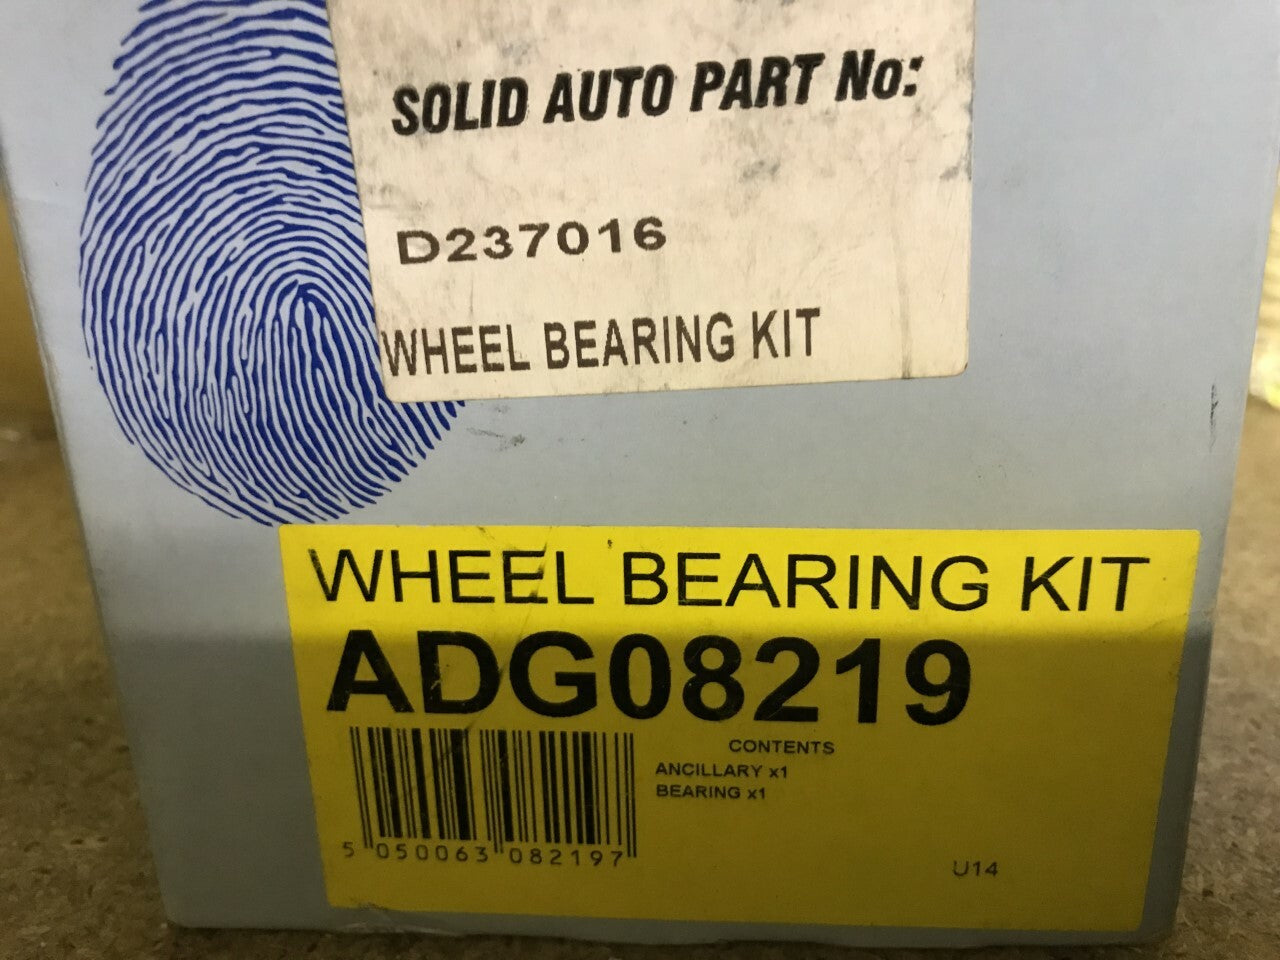 SOLID AUTO PART No:
D237016
WHEEL BEARING KIT
WHEEL BEARING KIT
ADG08219
CONTENTS
ANCILLARY x1
BEARING x1
5 050063 082197
U14